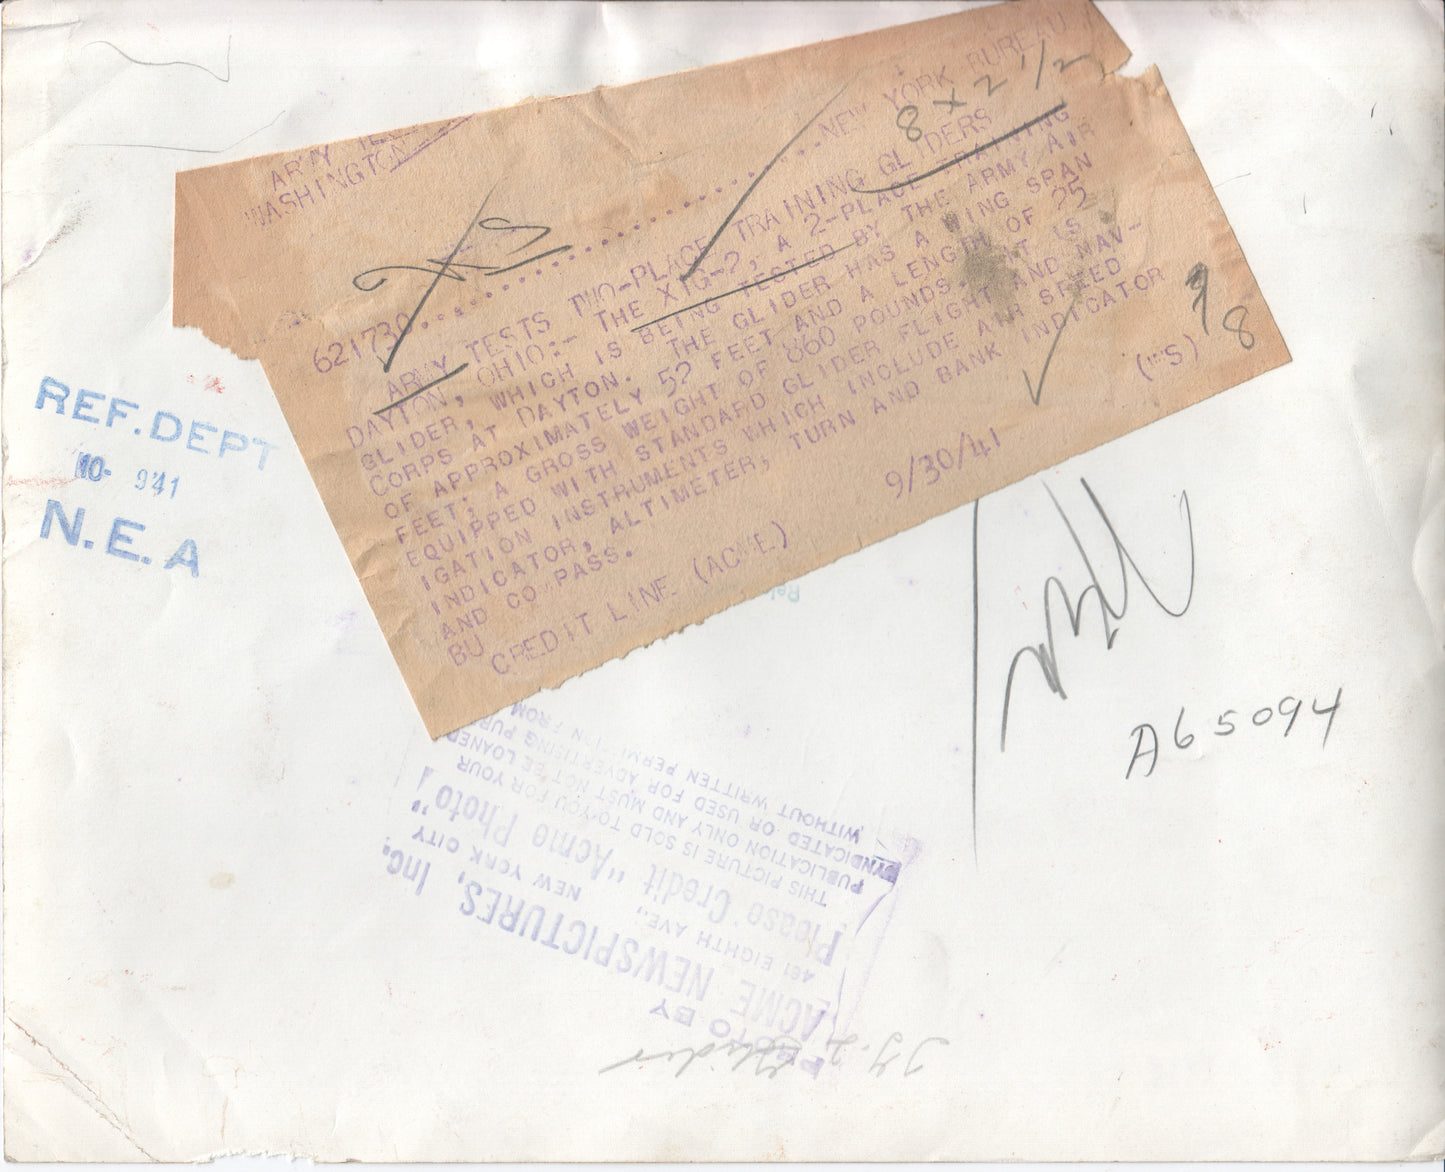 ARMY
WASHINGTON
NEW YORK BUREAU
8 x 2 1/2
621730
ARMY TESTS TWO-PLACE TRAINING GLIDERS
DAYTON, OHIO:- THE XIG-2, A 2-PLACE TRAINING
GLIDER, WHICH IS BEING TESTED BY THE ARMY AIR
CORPS AT DAYTON. THE GLIDER HAS A WING SPAN
OF APPROXIMATELY 52 FEET AND A LENGTH OF 25
FEET; A GROSS WEIGHT OF 860 POUNDS. IT IS
EQUIPPED WITH STANDARD GLIDER FLIGHT AND NAV-
IGATION INSTRUMENTS WHICH INCLUDE AIR SPEED
INDICATOR, ALTIMETER, TURN AND BANK INDICATOR
AND COMPASS.
BU
CREDIT LINE (ACME) 9/30/41
98
REF. DEPT
10- 9'41
N.E.A
A65094
PHOTO BY
ACME NEWSPICTURES, Inc.
461 EIGHTH AVE., NEW YORK CITY
Please Credit "Acme Photo"
THIS PICTURE IS SOLD TO YOU FOR YOUR
PUBLICATION ONLY AND MUST NOT BE LOANED
SYNDICATED OR USED FOR ADVERTISING
WITHOUT WRITTEN PERMISSION FROM
Glider